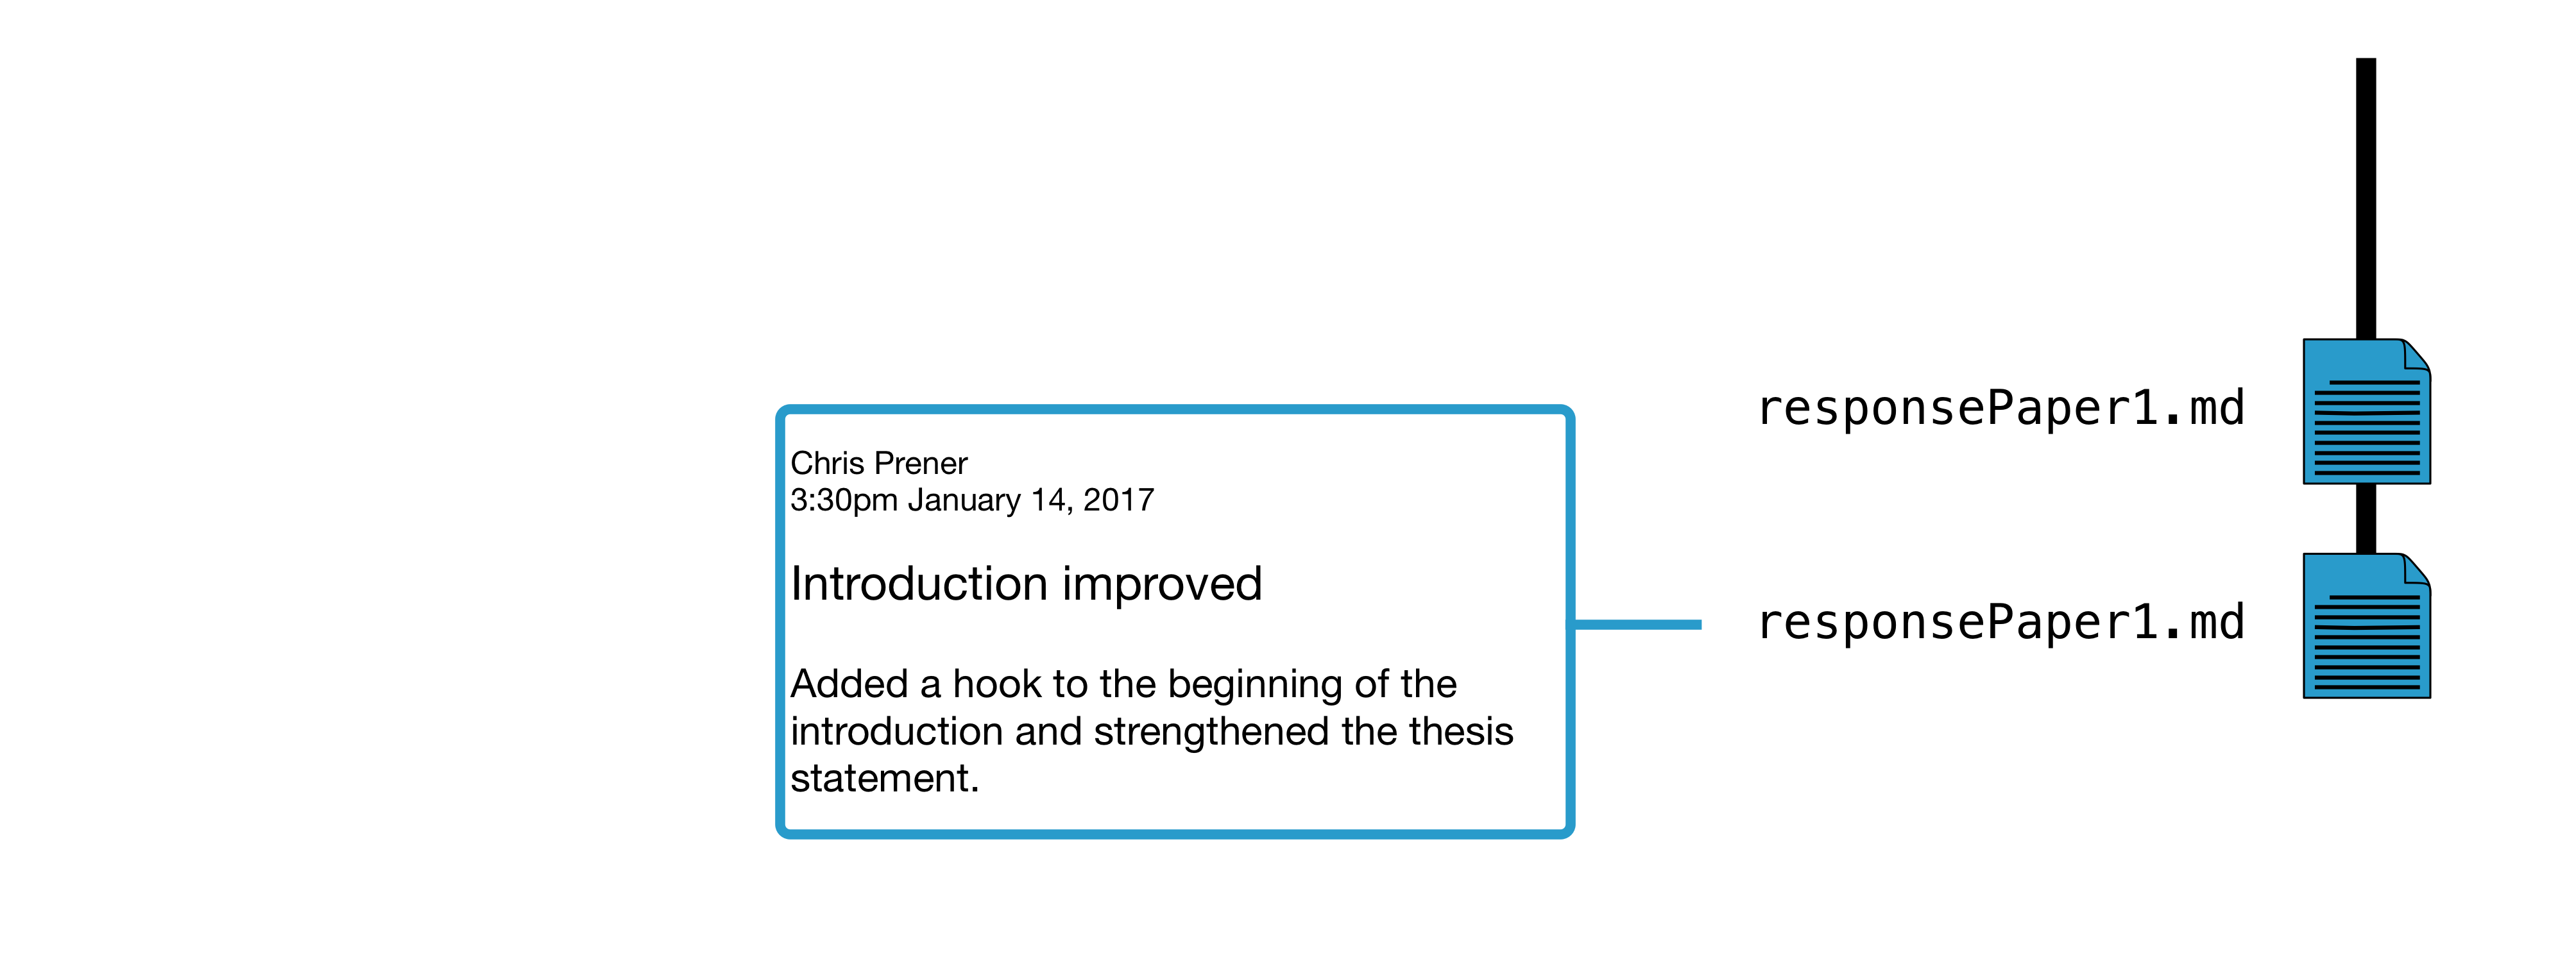 responsePaper1.md
Chris Prener
3:30pm January 14, 2017
Introduction improved
Added a hook to the beginning of the
introduction and strengthened the thesis
statement.
responsePaper1.md